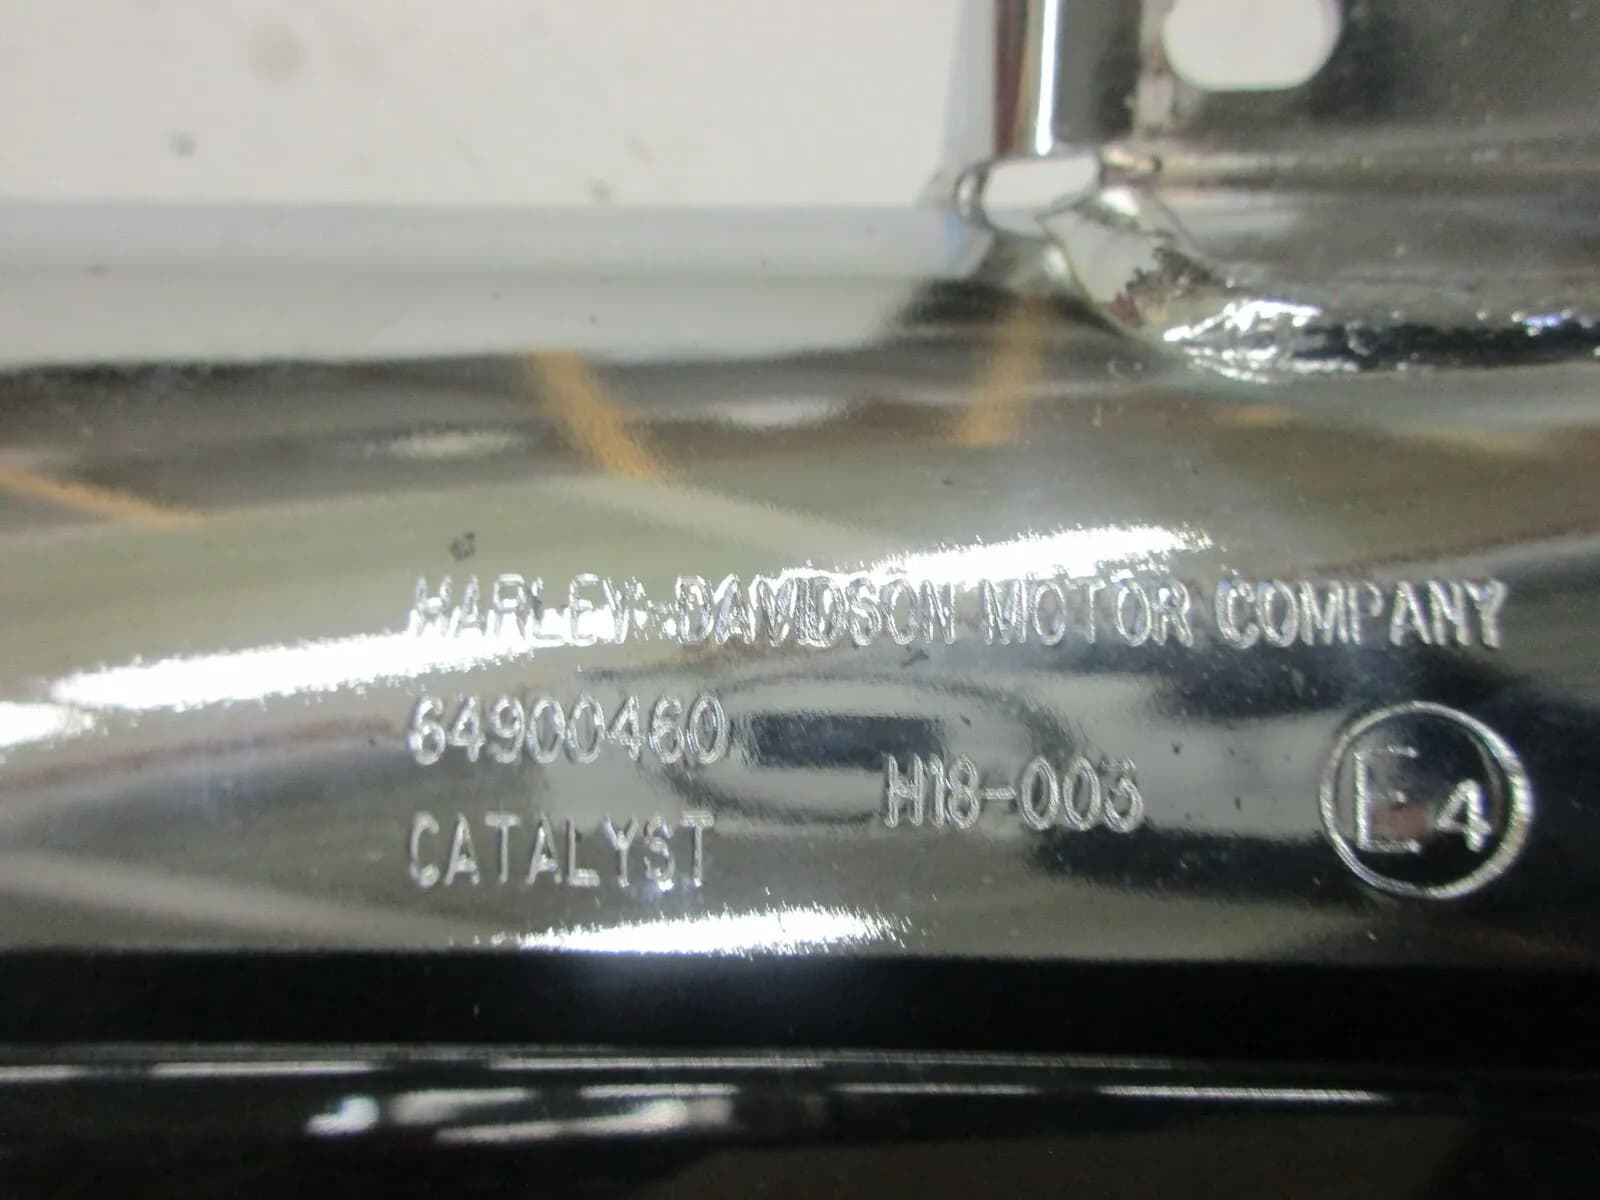 HARLEY-DAVIDSON MOTOR COMPANY
64900460
H18-003
E4
CATALYST